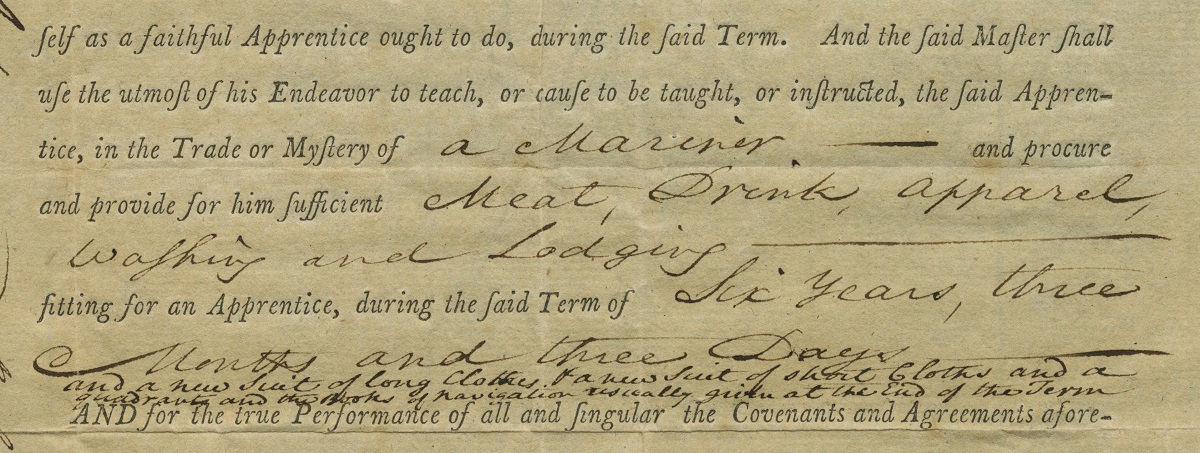 ſelf as a faithful Apprentice ought to do, during the ſaid Term. And the ſaid Maſter ſhall
uſe the utmoſt of his Endeavor to teach, or cauſe to be taught, or inſtructed, the ſaid Appren-
tice, in the Trade or Myſtery of a Mariner — and procure
and provide for him ſufficient Meat, Drink, apparel,
Waſhing and Lodging —
fitting for an Apprentice, during the ſaid Term of Six Years, three
Months and three Days —
and a new Suit of long Clothes, & a new Suit of short Cloths and a
quadrant and the Books of navigation usually given at the End of the Term
AND for the true Performance of all and ſingular the Covenants and Agreements afore-